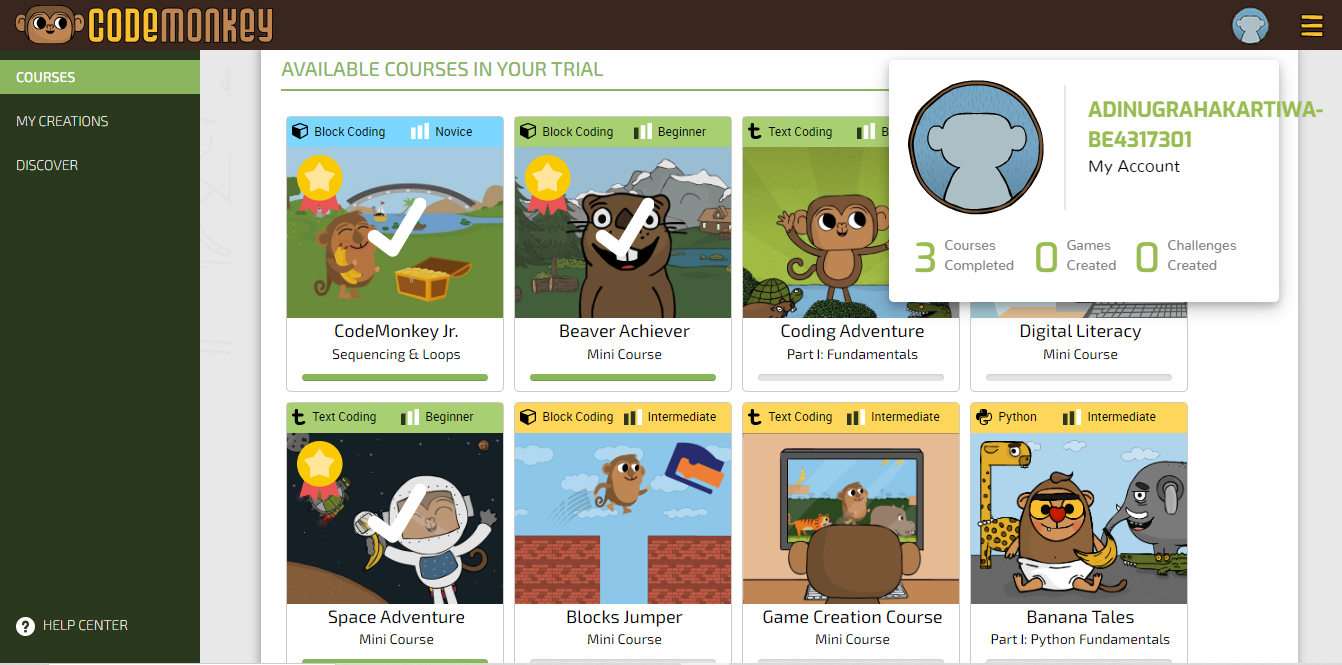 CODEMONKEY
COURSES
MY CREATIONS
DISCOVER
HELP CENTER
AVAILABLE COURSES IN YOUR TRIAL
ADINUGRAHAKARTIWA-
BE4317301
My Account
3 Courses Completed
0 Games Created
0 Challenges Created
Block Coding Novice
CodeMonkey Jr.
Sequencing & Loops
Block Coding Beginner
Beaver Achiever
Mini Course
Text Coding B
Coding Adventure
Part I: Fundamentals
Digital Literacy
Mini Course
Text Coding Beginner
Space Adventure
Mini Course
Block Coding Intermediate
Blocks Jumper
Mini Course
Text Coding Intermediate
Game Creation Course
Mini Course
Python Intermediate
Banana Tales
Part I: Python Fundamentals